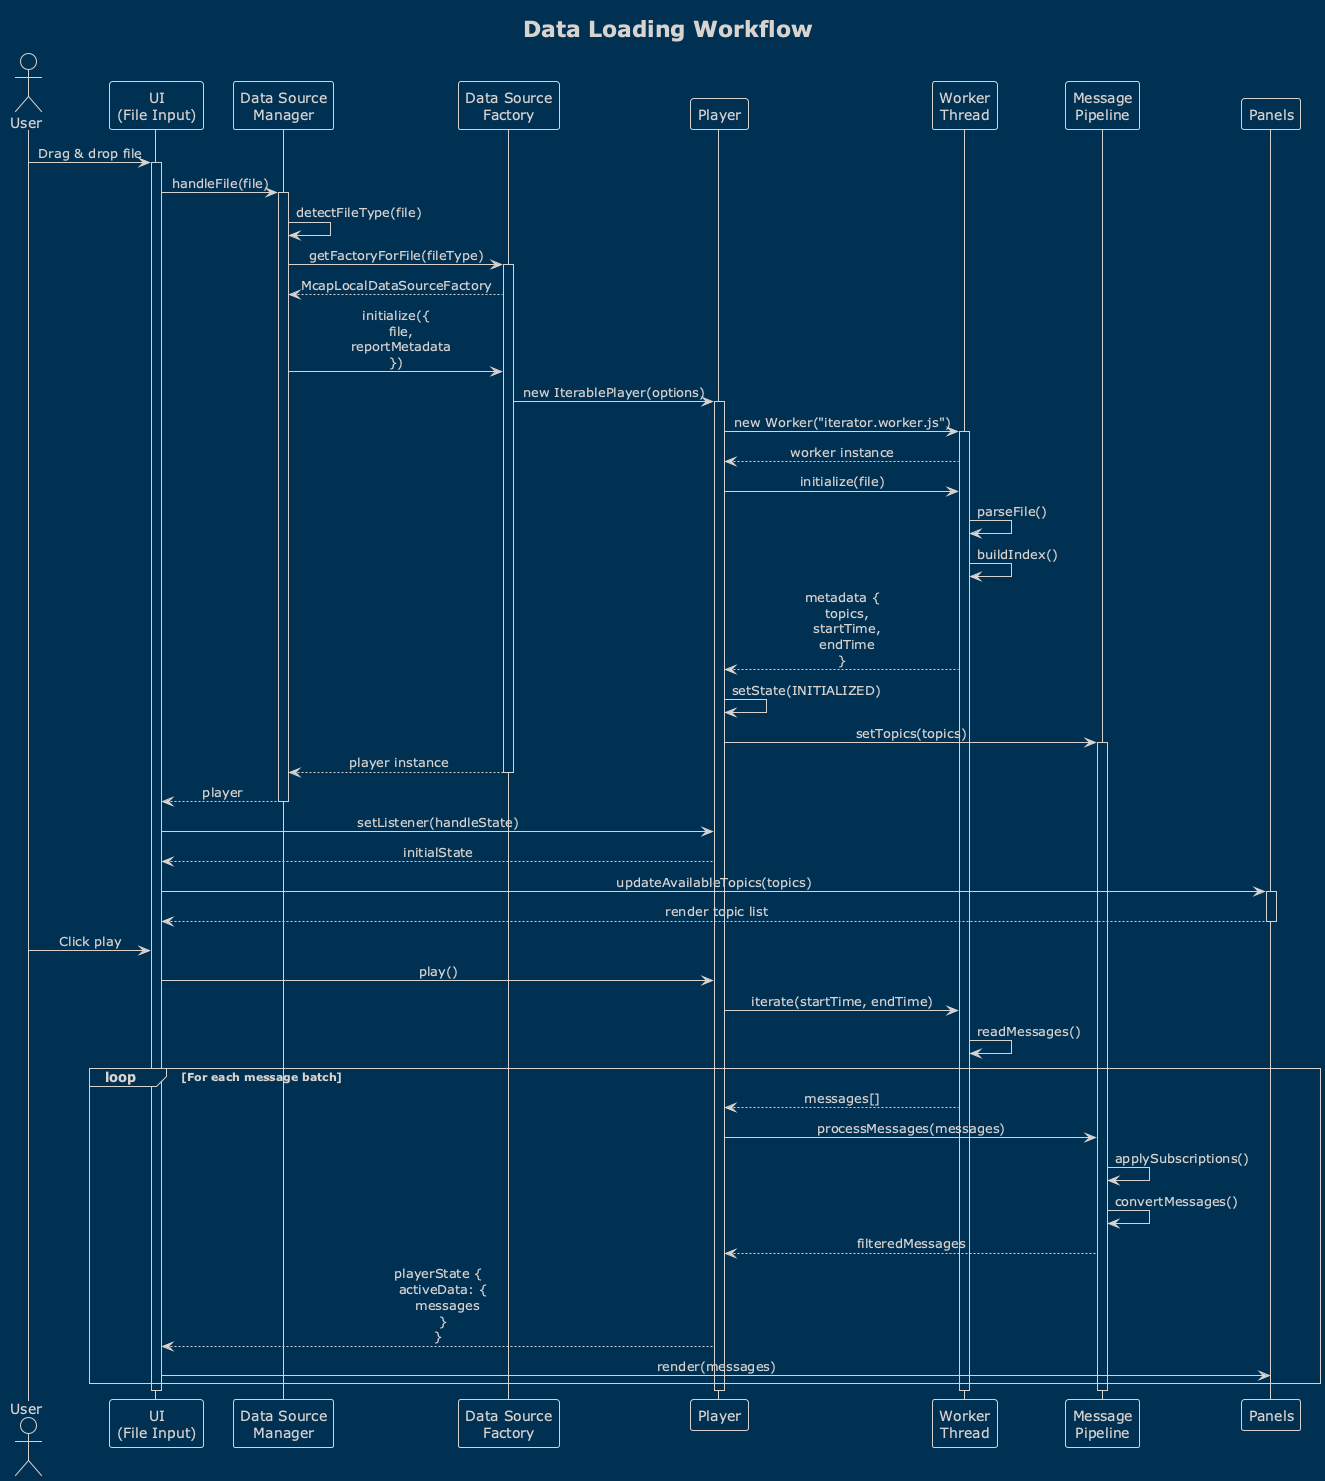 Data Loading Workflow
User
UI
(File Input)
Data Source
Manager
Data Source
Factory
Player
Worker
Thread
Message
Pipeline
Panels
Drag & drop file
handleFile(file)
detectFileType(file)
getFactoryForFile(fileType)
McapLocalDataSourceFactory
initialize({
file,
reportMetadata
})
new IterablePlayer(options)
new Worker("iterator.worker.js")
worker instance
initialize(file)
parseFile()
buildIndex()
metadata {
topics,
startTime,
endTime
}
setState(INITIALIZED)
setTopics(topics)
player instance
player
setListener(handleState)
initialState
updateAvailableTopics(topics)
render topic list
Click play
play()
iterate(startTime, endTime)
readMessages()
loop
[For each message batch]
messages[]
processMessages(messages)
applySubscriptions()
convertMessages()
filteredMessages
playerState {
activeData: {
messages
}
}
render(messages)
User
UI
(File Input)
Data Source
Manager
Data Source
Factory
Player
Worker
Thread
Message
Pipeline
Panels